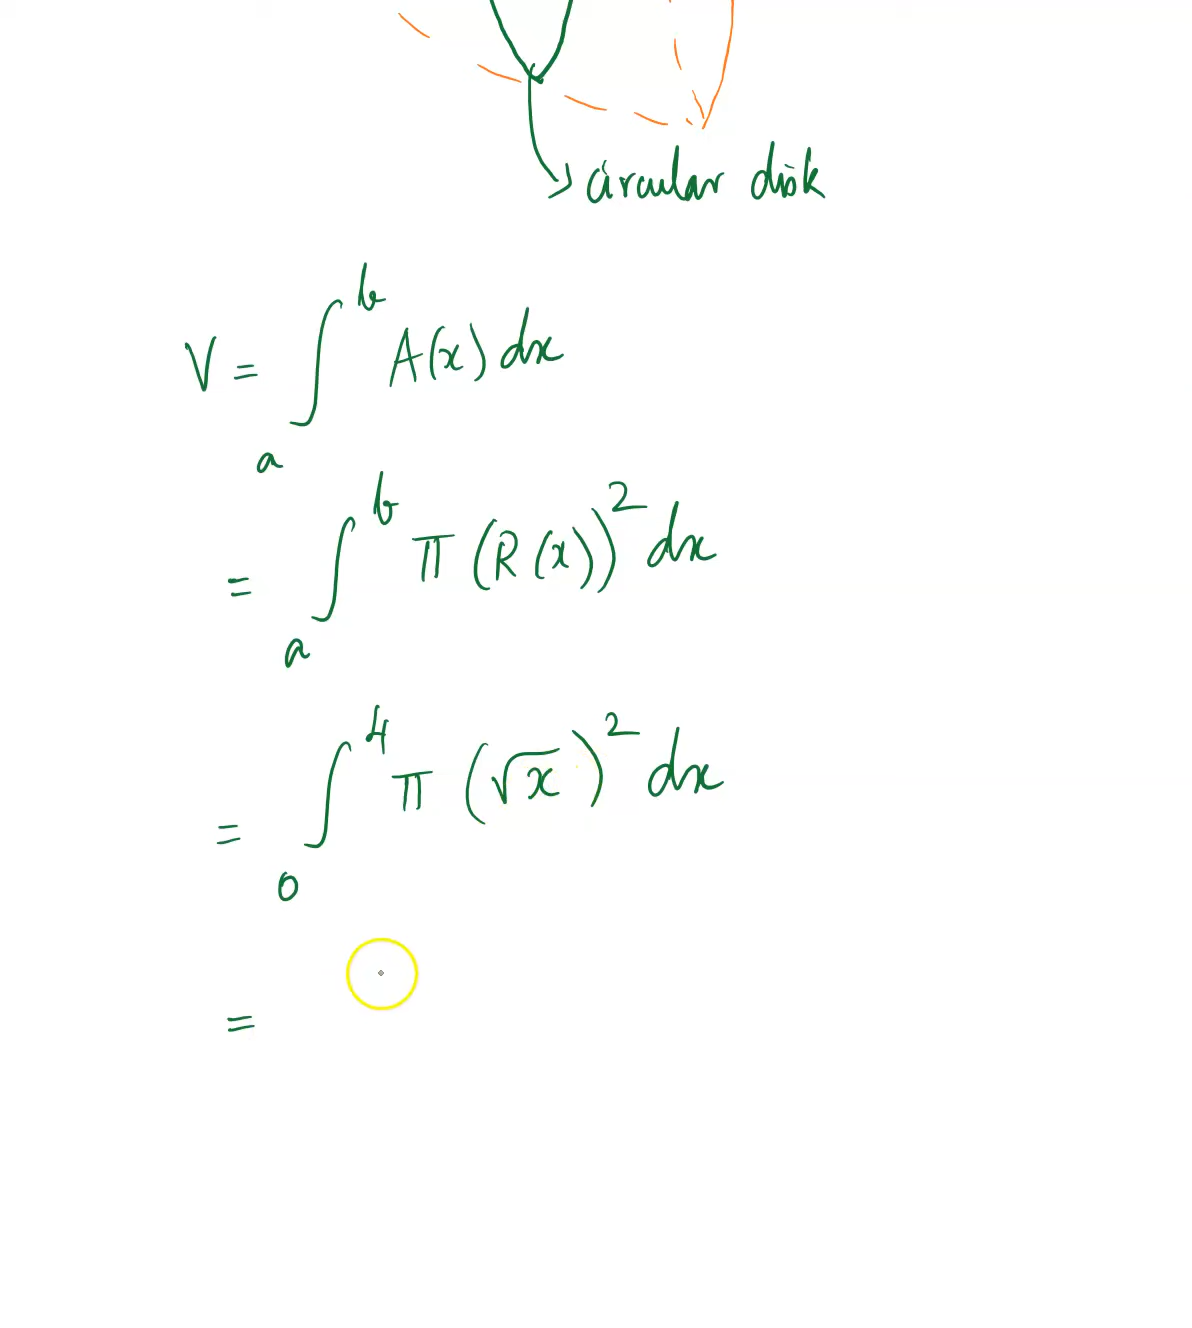 circular disk
V = ∫_a^b A(x) dx
= ∫_a^b π (R(x))² dx
= ∫_0^4 π (√x)² dx
=